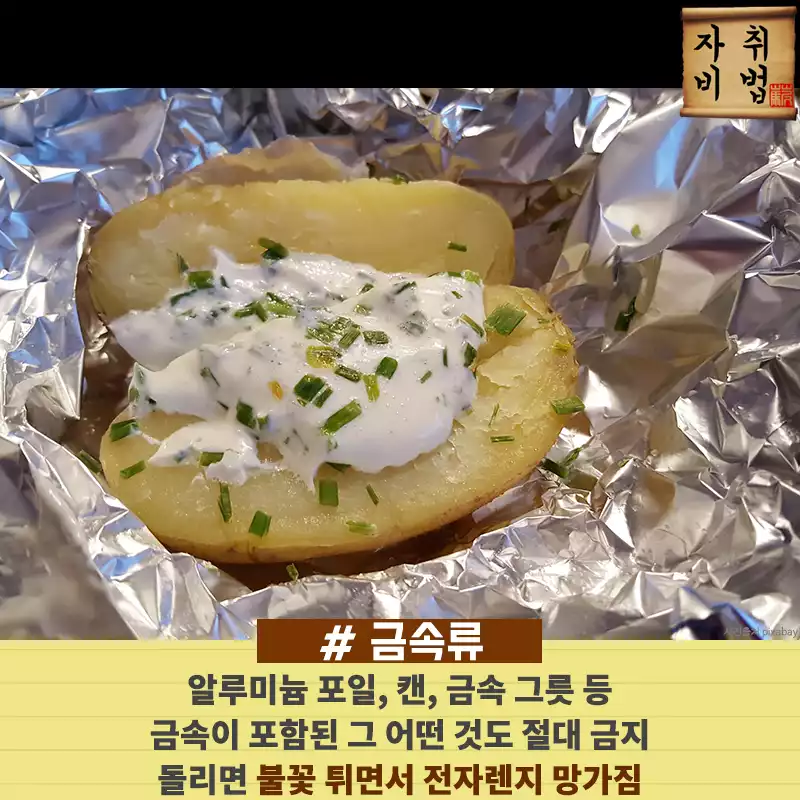 자취
비법
# 금속류
알루미늄 포일, 캔, 금속 그릇 등
금속이 포함된 그 어떤 것도 절대 금지
돌리면 불꽃 튀면서 전자렌지 망가짐
pixabay